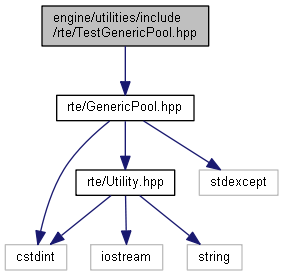 engine/utilities/include
/rte/TestGenericPool.hpp
rte/GenericPool.hpp
rte/Utility.hpp
stdexcept
cstdint
iostream
string